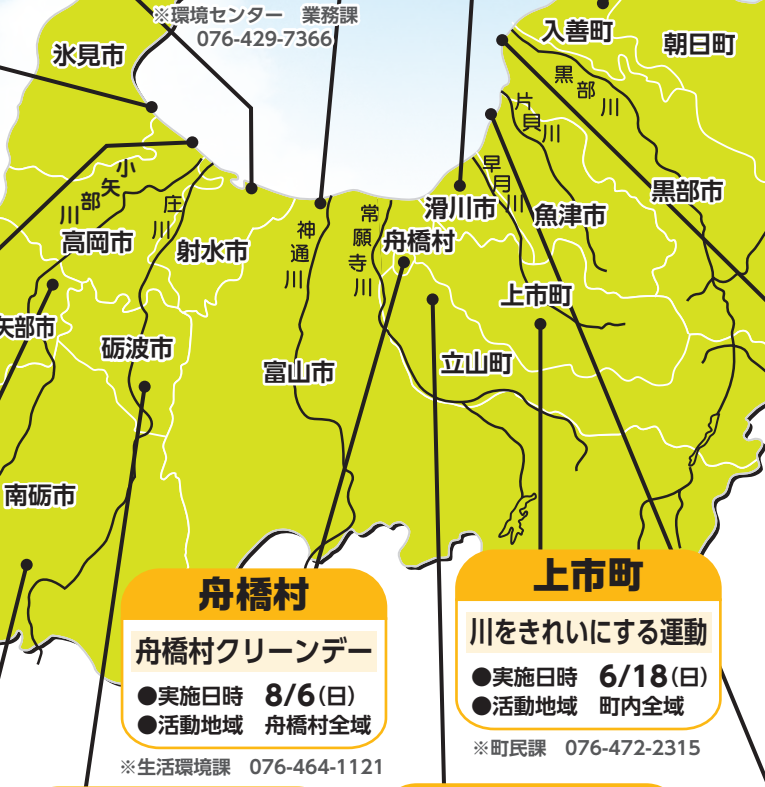 ※環境センター　業務課
076-429-7366
氷見市
入善町
朝日町
黒部川
片貝川
早月川
小矢部川
庄川
神通川
常願寺川
高岡市
射水市
滑川市
魚津市
黒部市
舟橋村
上市町
矢部市
砺波市
富山市
立山町
南砺市
舟橋村
舟橋村クリーンデー
●実施日時　8/6(日)
●活動地域　舟橋村全域
※生活環境課　076-464-1121
上市町
川をきれいにする運動
●実施日時　6/18(日)
●活動地域　町内全域
※町民課　076-472-2315